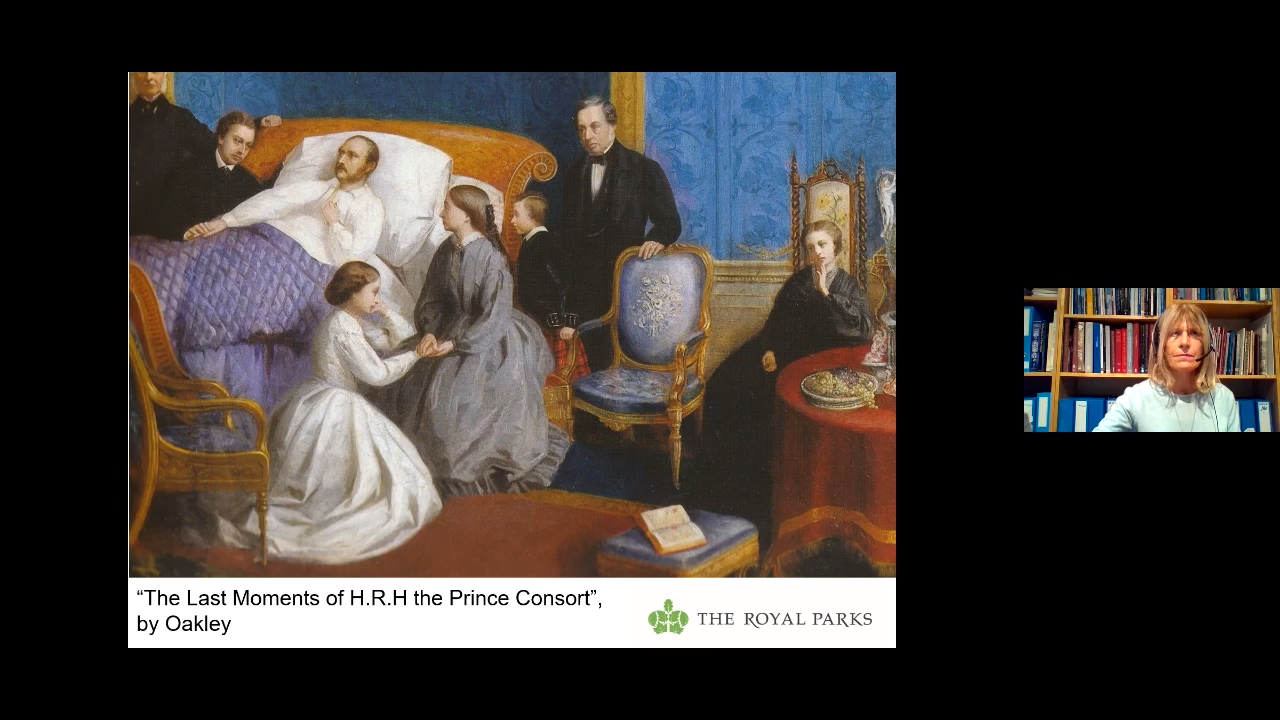 “The Last Moments of H.R.H the Prince Consort”,
by Oakley
THE ROYAL PARKS